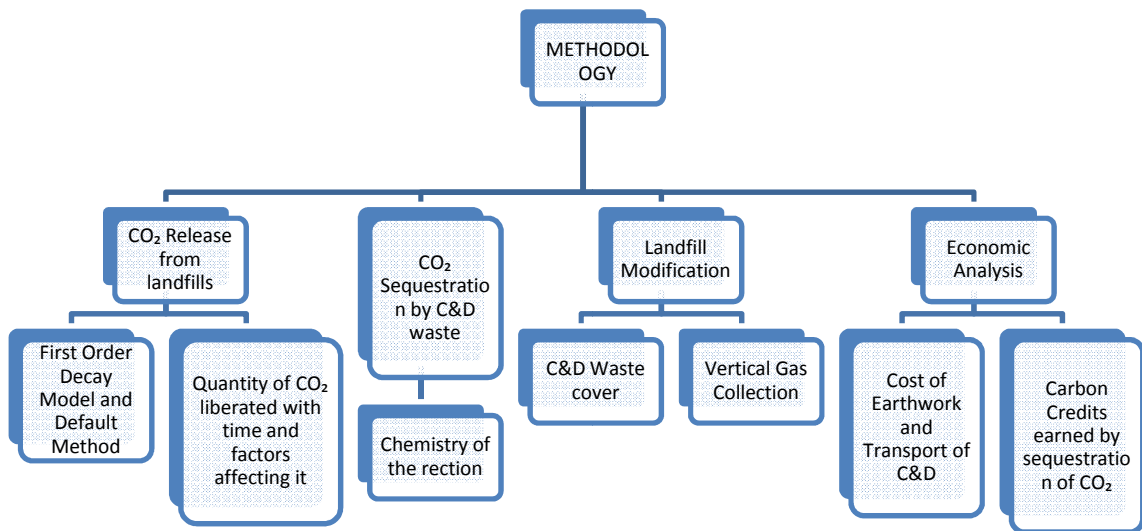 METHODOL
OGY
CO₂ Release
from
landfills
First Order
Decay
Model and
Default
Method
Quantity of CO₂
liberated with
time and
factors
affecting it
CO₂
Sequestratio
n by C&D
waste
Chemistry of
the rection
Landfill
Modification
C&D Waste
cover
Vertical Gas
Collection
Economic
Analysis
Cost of
Earthwork
and
Transport of
C&D
Carbon
Credits
earned by
sequestratio
n of CO₂